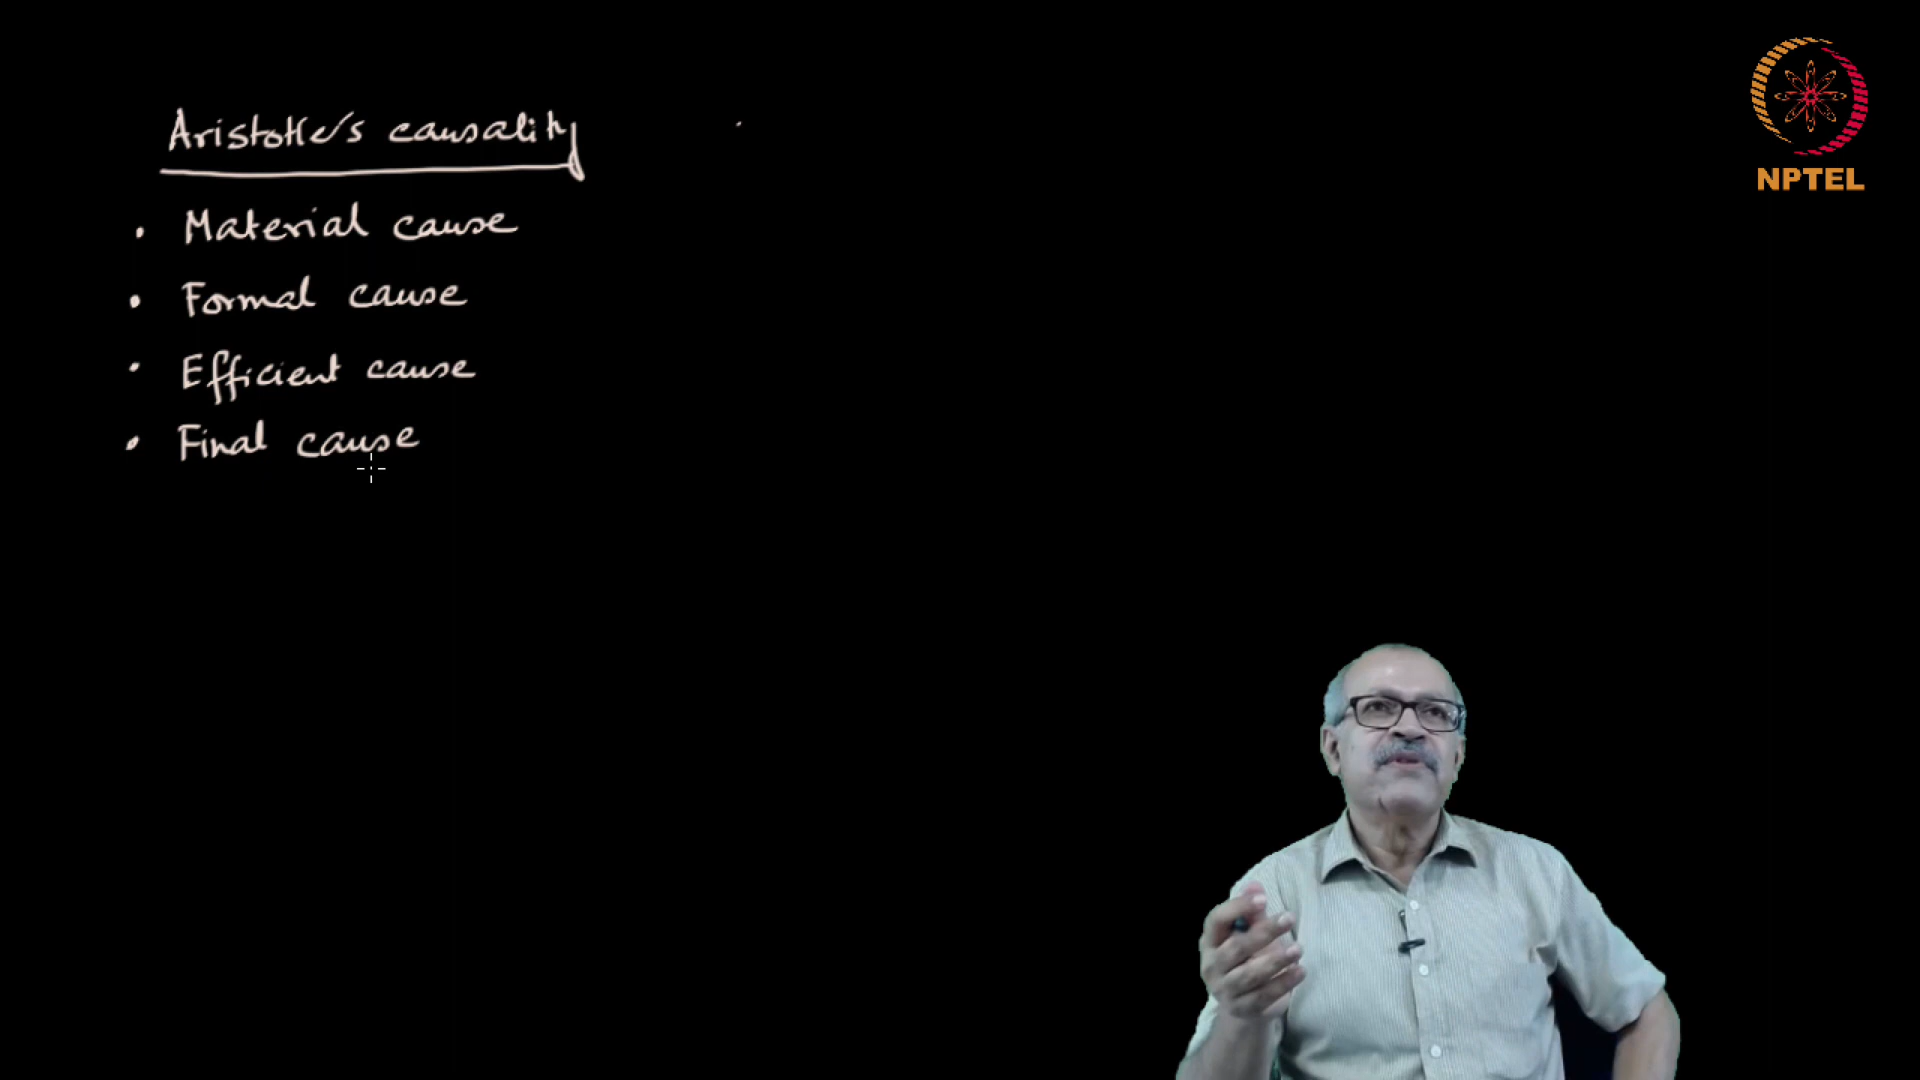 Aristotle's causality
• Material cause
• Formal cause
• Efficient cause
• Final cause
NPTEL